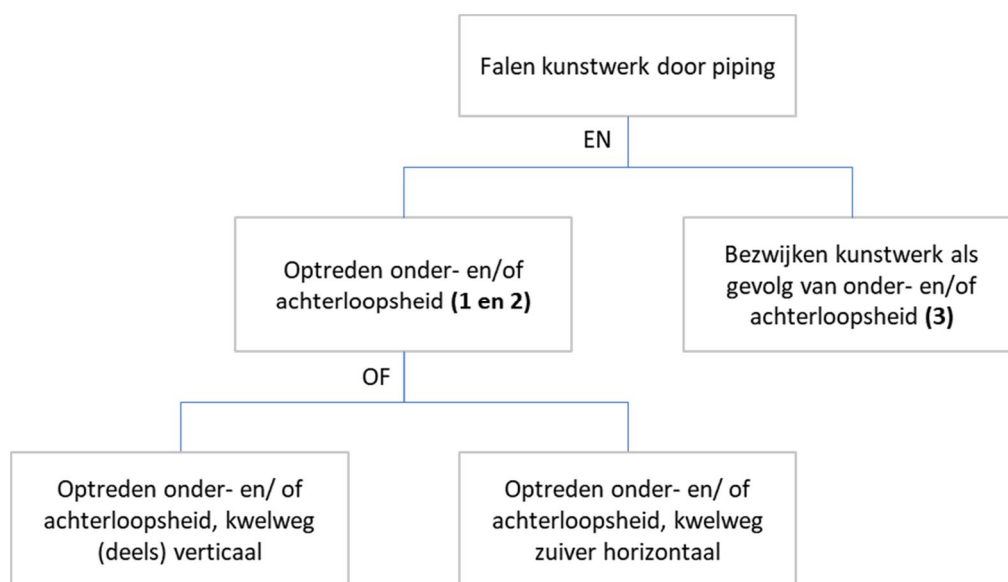 Falen kunstwerk door piping
EN
Optreden onder- en/of
achterloopsheid (1 en 2)
Bezwijken kunstwerk als
gevolg van onder- en/of
achterloopsheid (3)
OF
Optreden onder- en/ of
achterloopsheid, kwelweg
(deels) verticaal
Optreden onder- en/ of
achterloopsheid, kwelweg
zuiver horizontaal